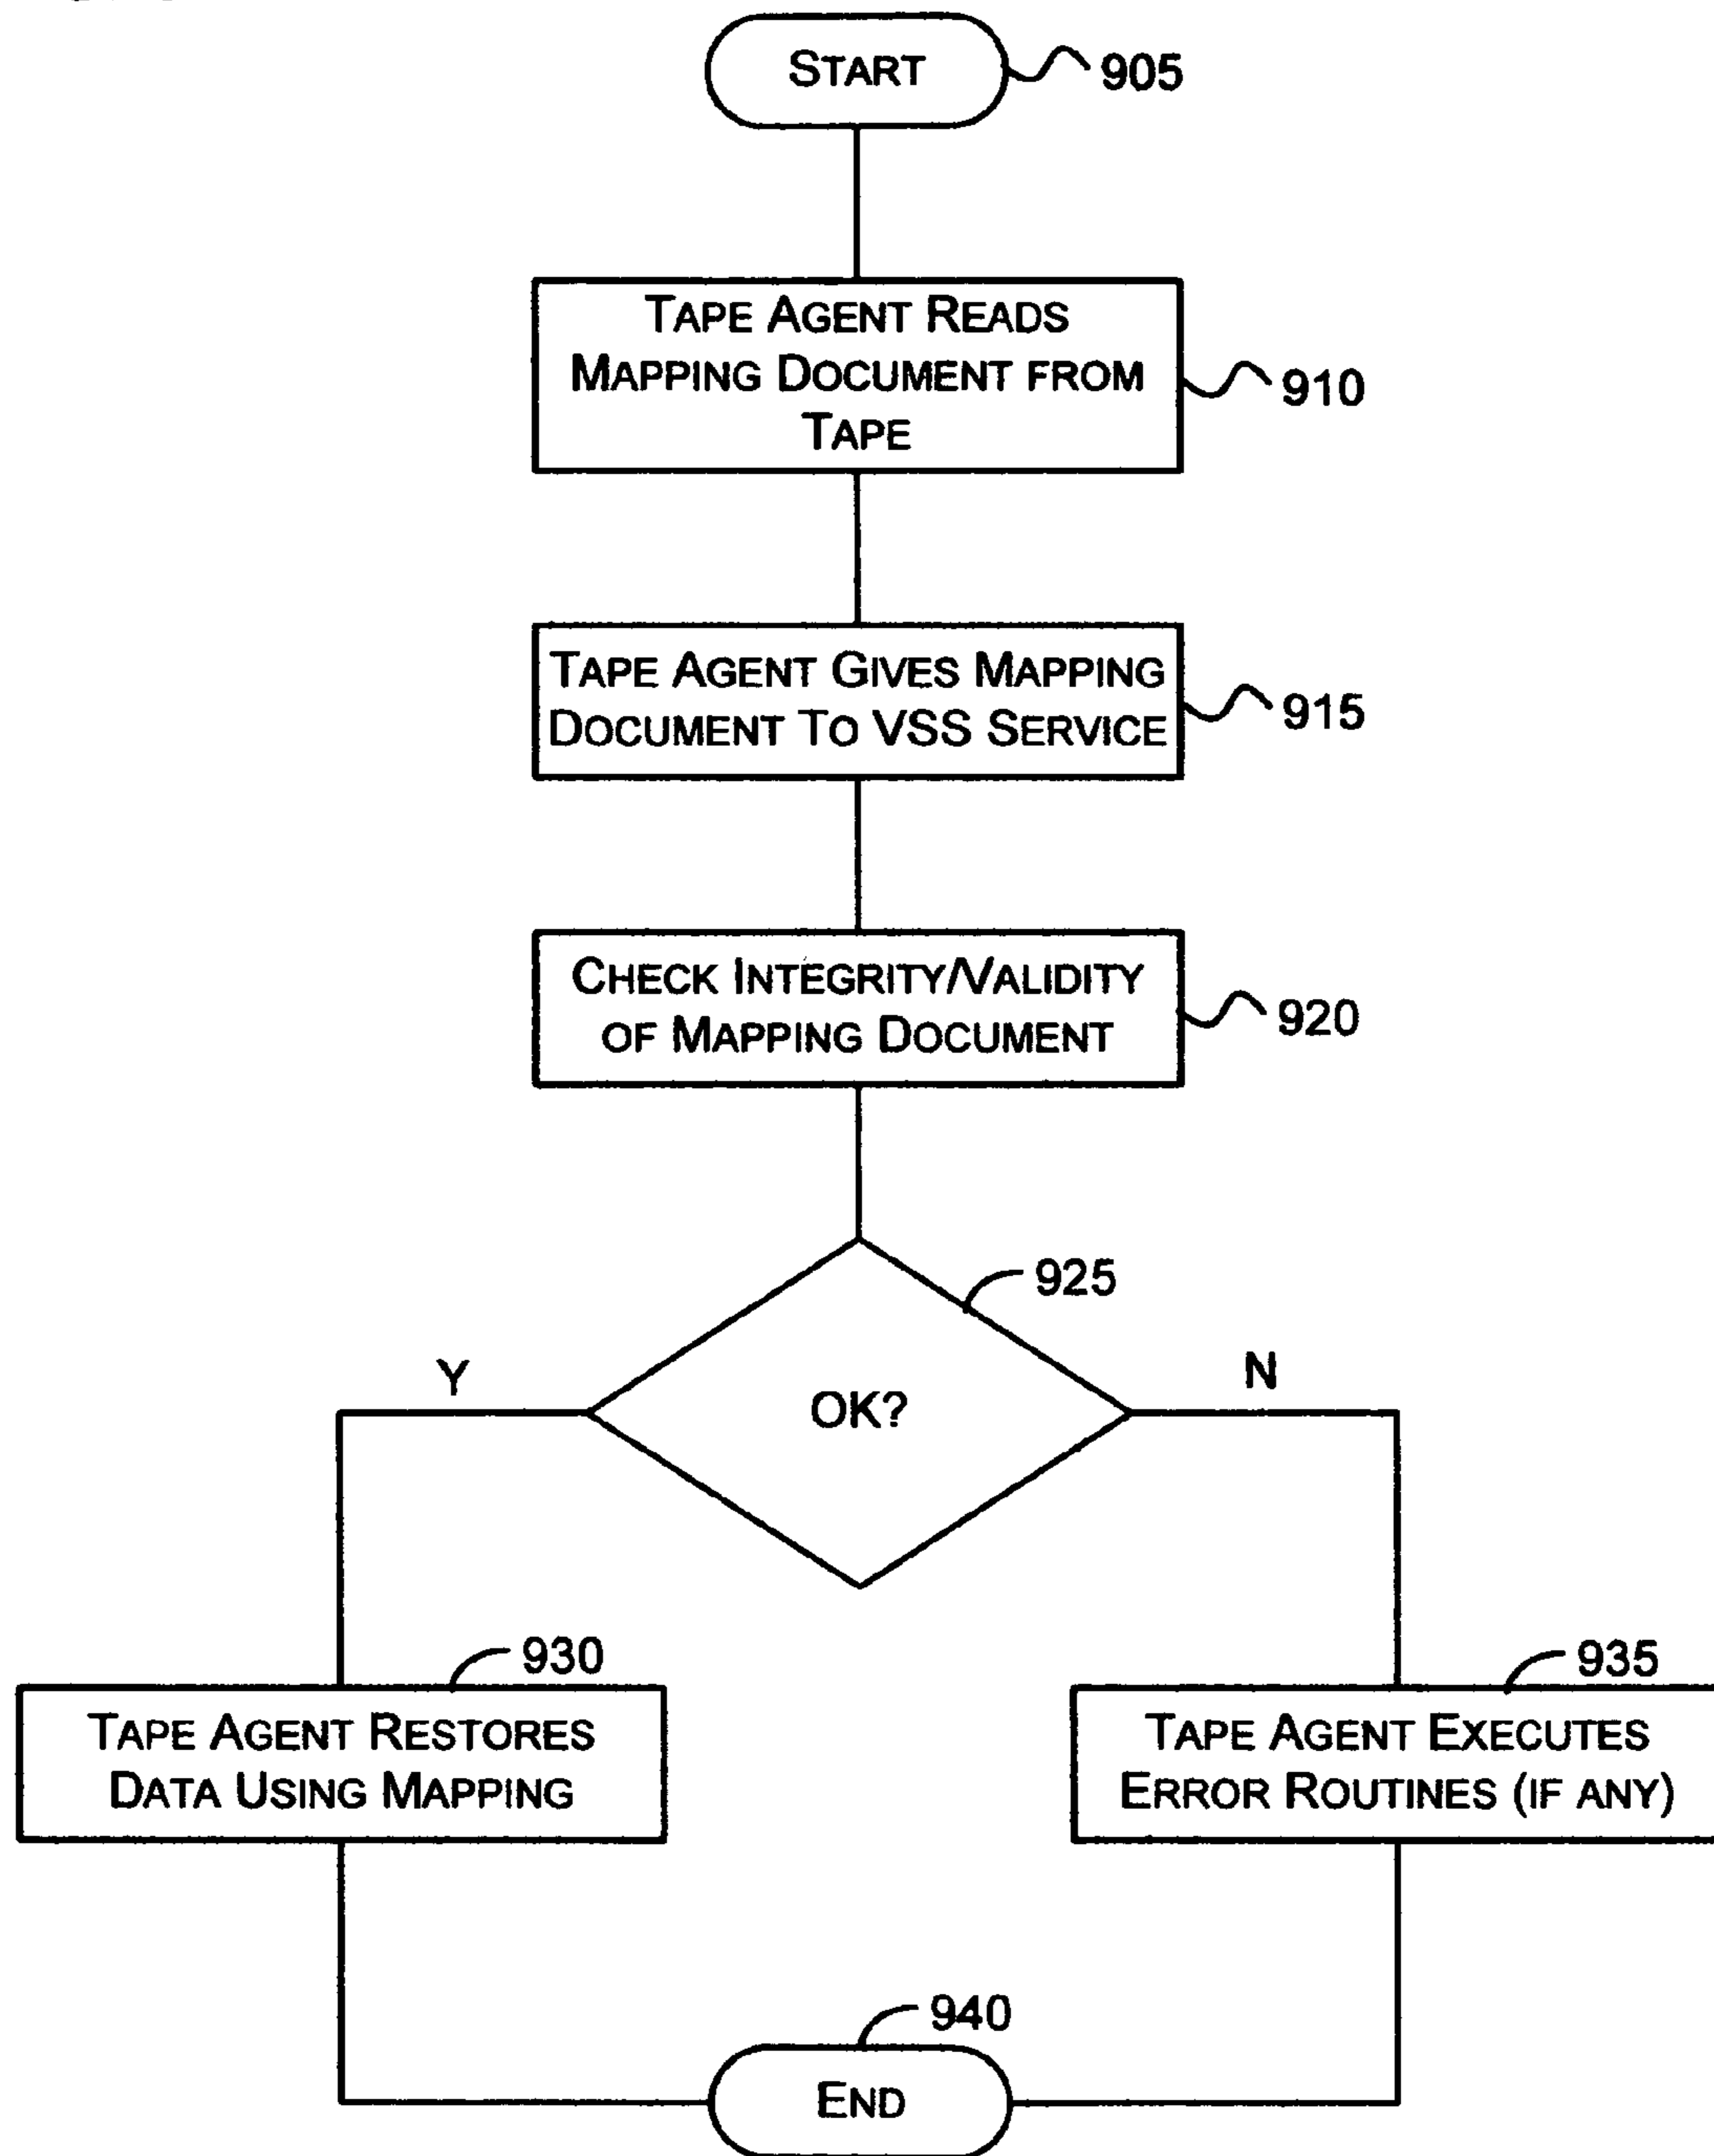 START
905
TAPE AGENT READS
MAPPING DOCUMENT FROM
TAPE
910
TAPE AGENT GIVES MAPPING
DOCUMENT TO VSS SERVICE
915
CHECK INTEGRITY/VALIDITY
OF MAPPING DOCUMENT
920
925
Y
N
OK?
930
TAPE AGENT RESTORES
DATA USING MAPPING
935
TAPE AGENT EXECUTES
ERROR ROUTINES (IF ANY)
940
END